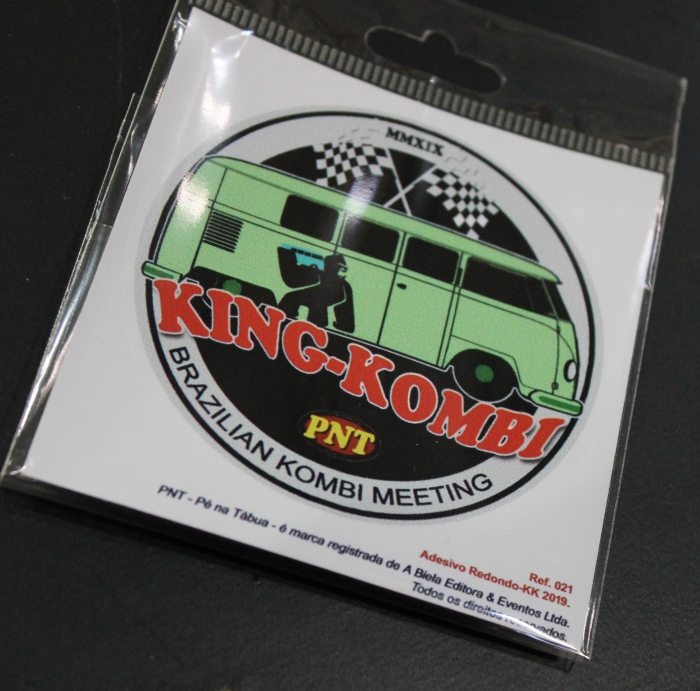 MMXIX
KING-KOMBI
PNT
BRAZILIAN KOMBI MEETING
Ref. 021
Adesivo Redondo-KK 2019.
PNT - Pé na Tábua - é marca registrada de A Biela Editora & Eventos Ltda.
Todos os direitos reservados.